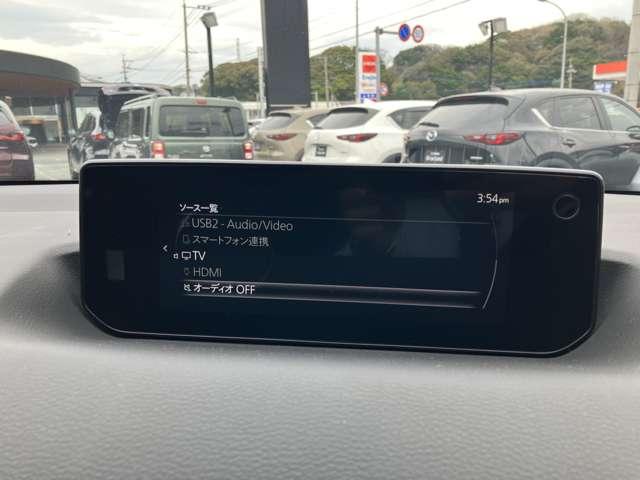 ソース一覧
3:54pm
USB2 - Audio/Video
スマートフォン連携
TV
HDMI
オーディオ OFF